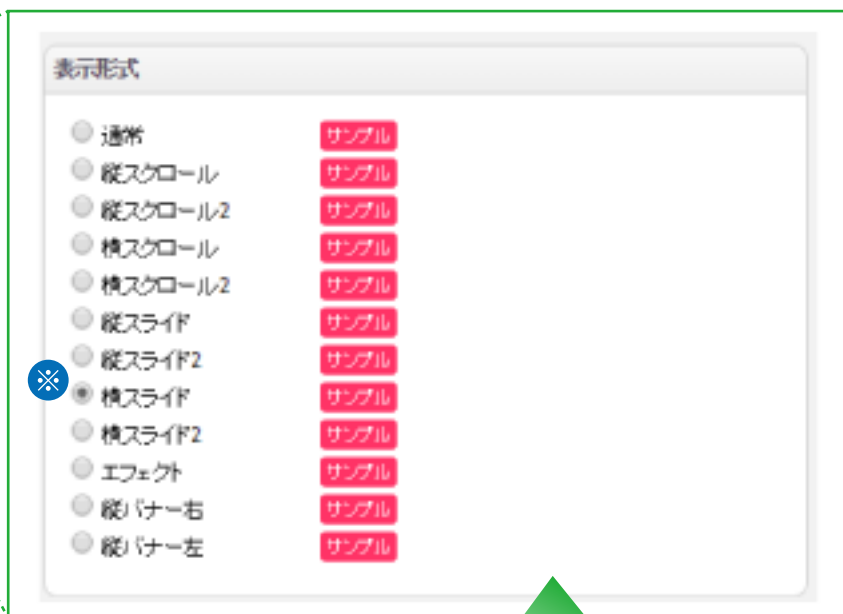 表示形式
通常 サンプル
縦スクロール サンプル
縦スクロール2 サンプル
横スクロール サンプル
横スクロール2 サンプル
縦スライド サンプル
縦スライド2 サンプル
※
横スライド サンプル
横スライド2 サンプル
エフェクト サンプル
縦バナー右 サンプル
縦バナー左 サンプル